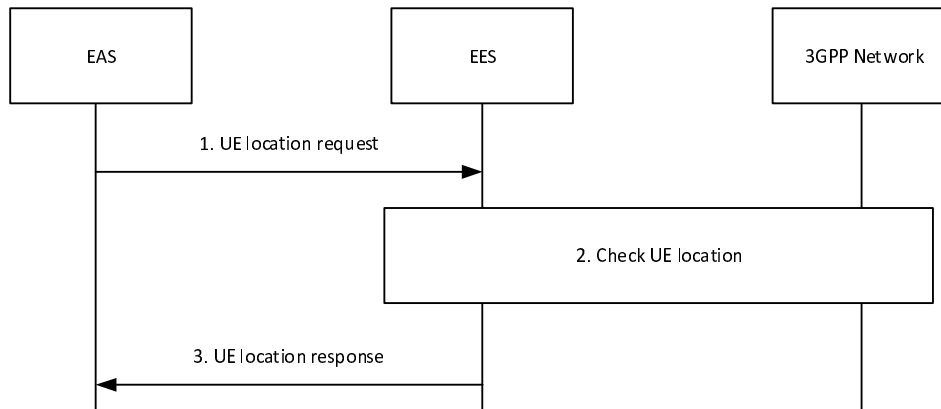 EAS
EES
3GPP Network
1. UE location request
2. Check UE location
3. UE location response